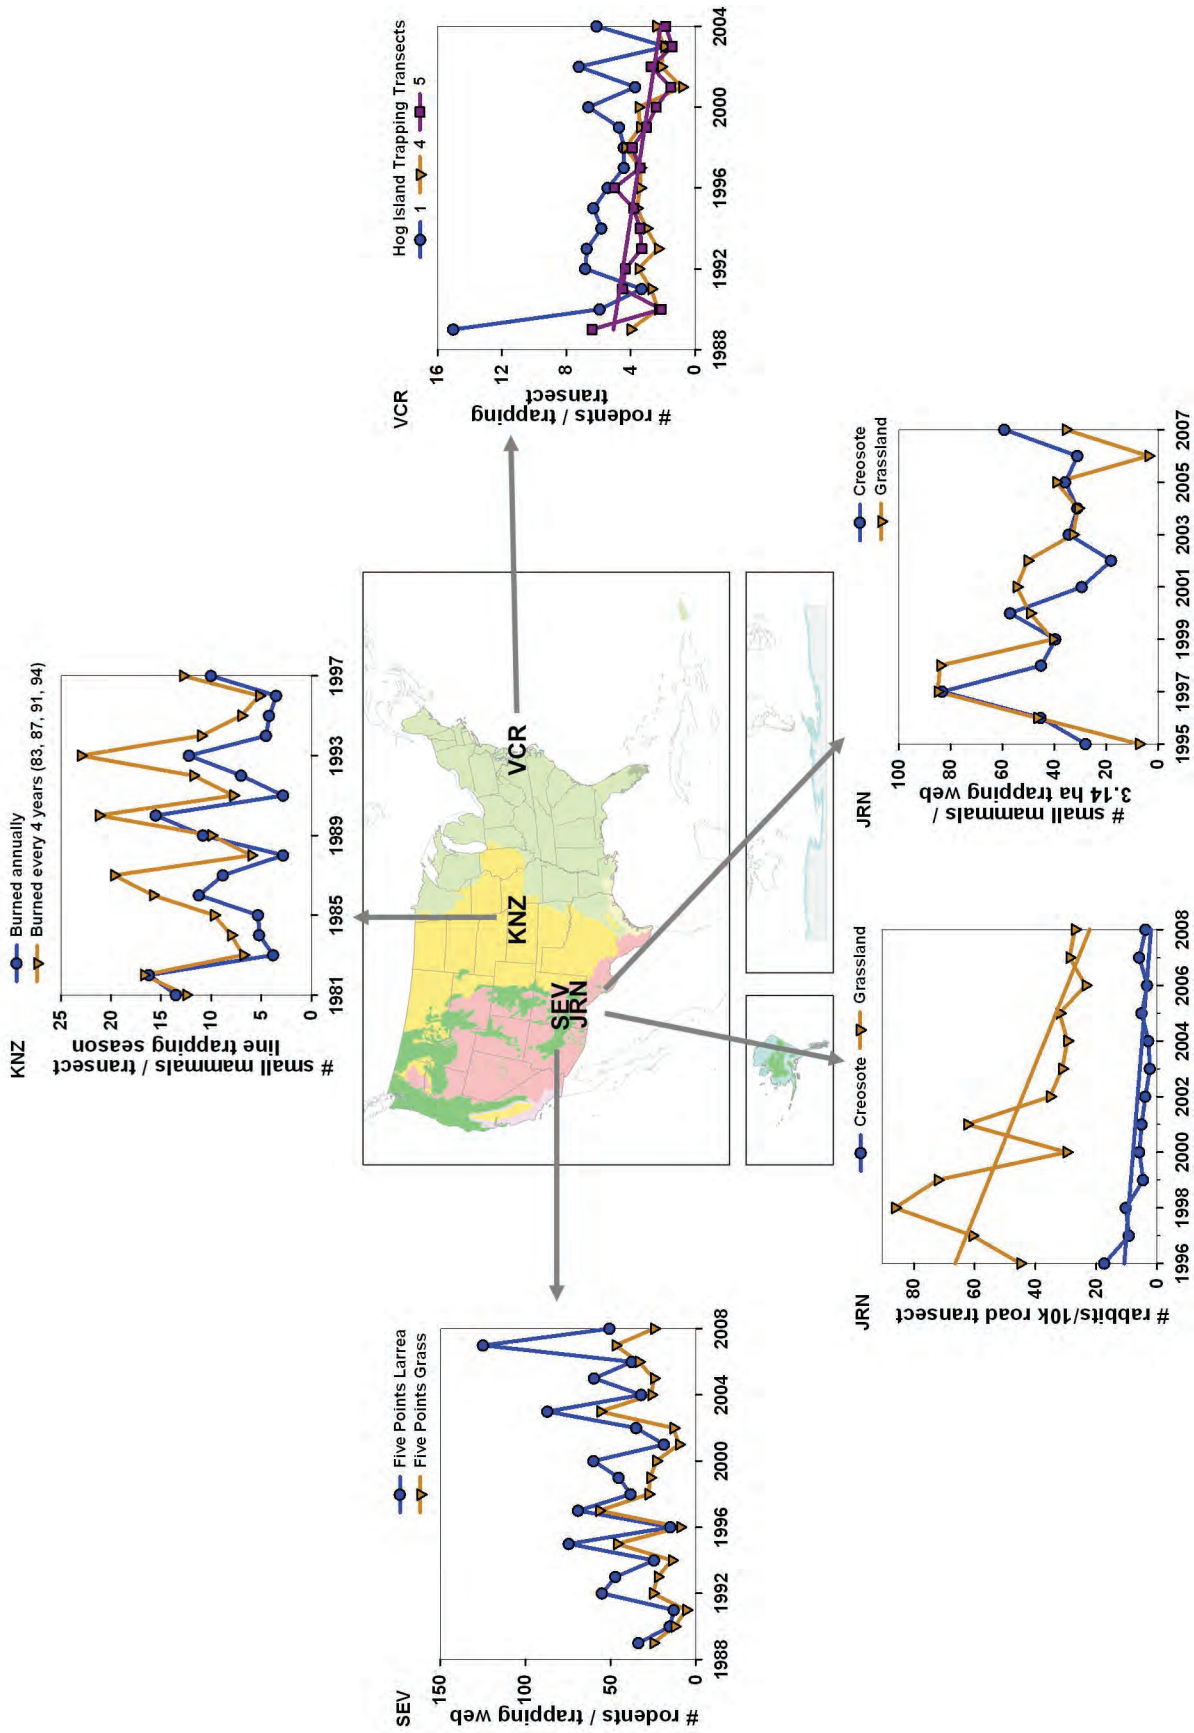 KNZ
Burned annually
Burned every 4 years (83, 87, 91, 94)
# small mammals / transect
line trapping season
25
20
15
10
5
0
1981 1985 1989 1993 1997
SEV
Five Points Larrea
Five Points Grass
# rodents / trapping web
150
100
50
0
1988 1992 1996 2000 2004 2008
KNZ
VCR
SEV
JRN
VCR
Hog Island Trapping Transects
1 4 5
# rodents / trapping
transect
16
12
8
4
0
1988 1992 1996 2000 2004
JRN
Creosote Grassland
# rabbits/10k road transect
80
60
40
20
0
1996 1998 2000 2002 2004 2006 2008
JRN
Creosote
Grassland
# small mammals /
3.14 ha trapping web
100
80
60
40
20
0
1995 1997 1999 2001 2003 2005 2007